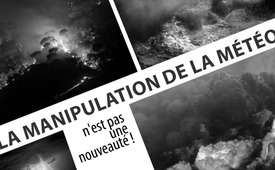 LA MANIPULATION DE LA MÉTÉO
n'est pas
une
nouveauté !